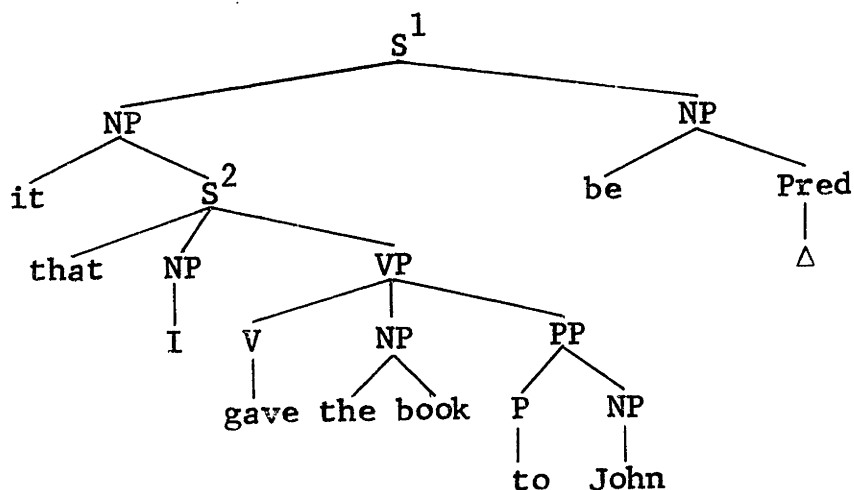 S1
NP NP
it S2 be Pred
that NP VP Δ
I V NP PP
gave the book P NP
to John